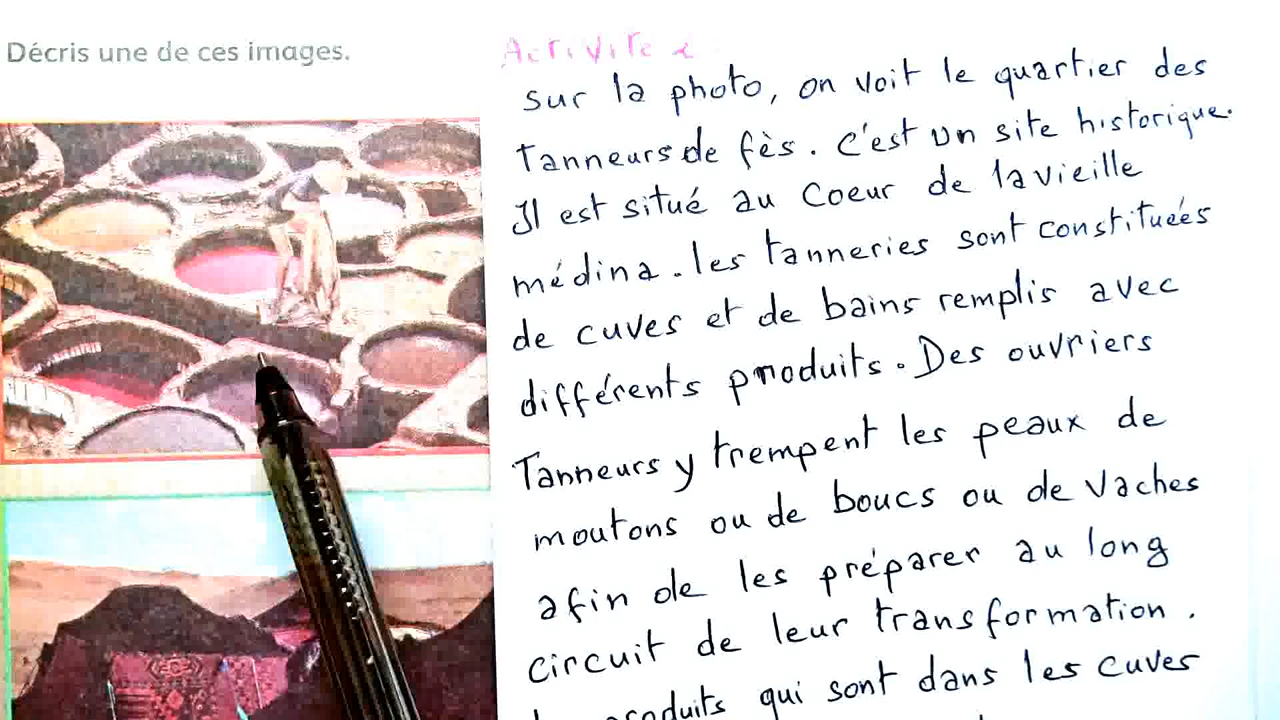 Décris une de ces images.
Activité 2
sur la photo, on voit le quartier des
Tanneurs de fès. C'est un site historique.
Il est situé au Coeur de la vieille
médina. les tanneries sont constituées
de cuves et de bains remplis avec
différents produits. Des ouvriers
Tanneurs y trempent les peaux de
moutons ou de boucs ou de vaches
afin de les préparer au long
circuit de leur transformation.
produits qui sont dans les cuves